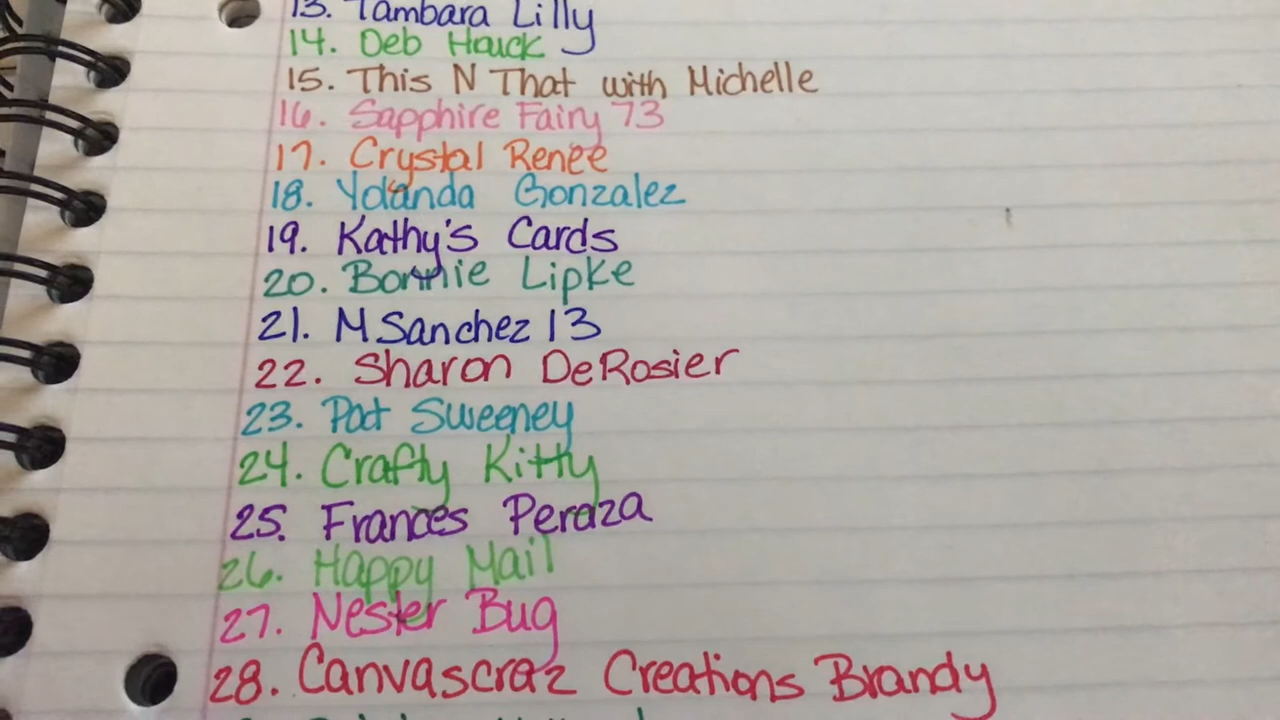 13. Tambara Lilly
14. Deb Houck
15. This N That with Michelle
16. Sapphire Fairy 73
17. Crystal Renee
18. Yolanda Gonzalez
19. Kathy's Cards
20. Bonnie Lipke
21. MSanchez13
22. Sharon DeRosier
23. Pat Sweeney
24. Crafty Kitty
25. Frances Peraza
26. Happy Mail
27. Nester Bug
28. Canvascraz Creations Brandy